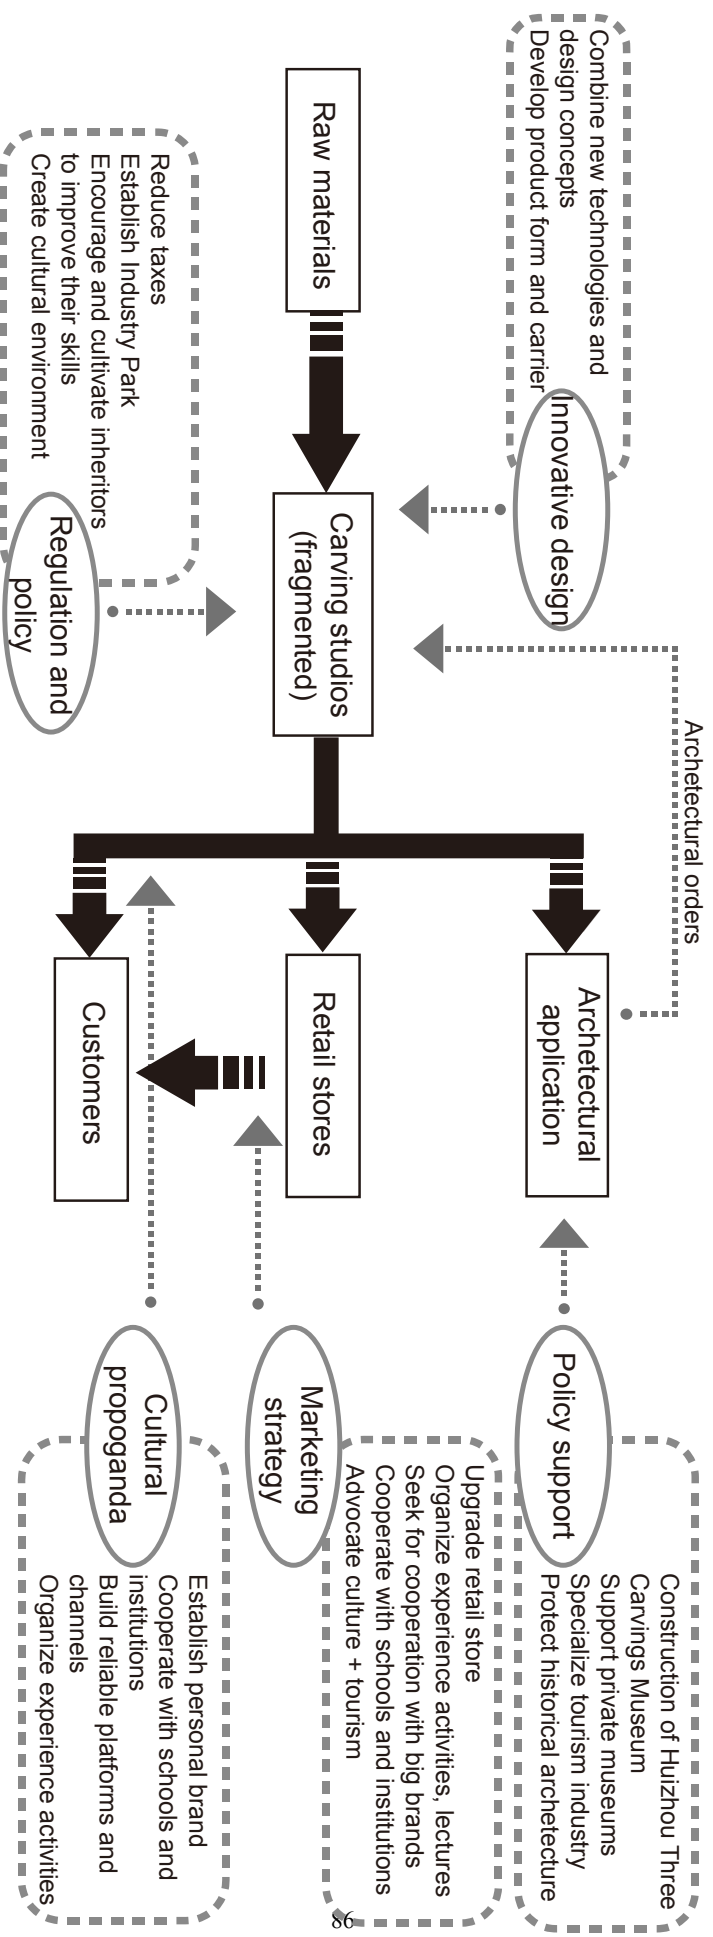 Combine new technologies and
design concepts
Develop product form and carrier
Innovative design
Archetectural orders
Raw materials
Carving studios
(fragmented)
Reduce taxes
Establish Industry Park
Encourage and cultivate inheritors
to improve their skills
Create cultural environment
Regulation and
policy
Archetectural
application
Retail stores
Customers
Policy support
Construction of Huizhou Three
Carvings Museum
Support private museums
Specialize tourism industry
Protect historical archetecture
Marketing
strategy
Upgrade retail store
Organize experience activities, lectures
Seek for cooperation with big brands
Cooperate with schools and institutions
Advocate culture + tourism
Cultural
propoganda
Establish personal brand
Cooperate with schools and
institutions
Build reliable platforms and
channels
Organize experience activities
86